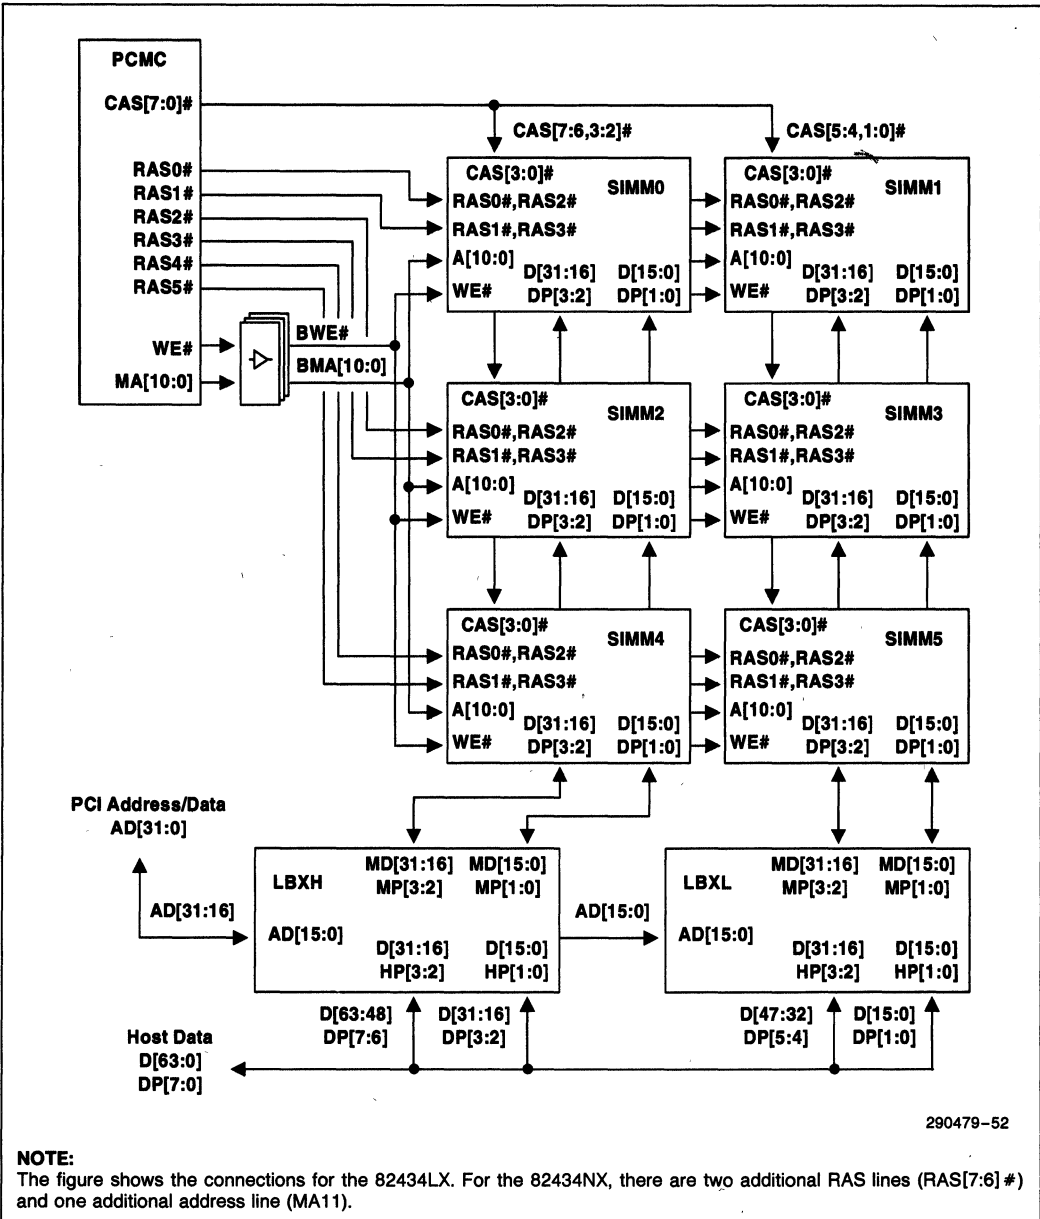 PCMC
CAS[7:0]#
CAS[7:6,3:2]#
CAS[5:4,1:0]#
RAS0#
RAS1#
RAS2#
RAS3#
RAS4#
RAS5#
WE#
MA[10:0]
BWE#
BMA[10:0]
CAS[3:0]#
SIMM0
RAS0#,RAS2#
RAS1#,RAS3#
A[10:0]
D[31:16] D[15:0]
WE#
DP[3:2] DP[1:0]
CAS[3:0]#
SIMM1
RAS0#,RAS2#
RAS1#,RAS3#
A[10:0]
D[31:16] D[15:0]
WE#
DP[3:2] DP[1:0]
CAS[3:0]#
SIMM2
RAS0#,RAS2#
RAS1#,RAS3#
A[10:0]
D[31:16] D[15:0]
WE#
DP[3:2] DP[1:0]
CAS[3:0]#
SIMM3
RAS0#,RAS2#
RAS1#,RAS3#
A[10:0]
D[31:16] D[15:0]
WE#
DP[3:2] DP[1:0]
CAS[3:0]#
SIMM4
RAS0#,RAS2#
RAS1#,RAS3#
A[10:0]
D[31:16] D[15:0]
WE#
DP[3:2] DP[1:0]
CAS[3:0]#
SIMM5
RAS0#,RAS2#
RAS1#,RAS3#
A[10:0]
D[31:16] D[15:0]
WE#
DP[3:2] DP[1:0]
PCI Address/Data
AD[31:0]
AD[31:16]
LBXH
MD[31:16] MD[15:0]
MP[3:2] MP[1:0]
AD[15:0]
D[31:16] D[15:0]
HP[3:2] HP[1:0]
AD[15:0]
LBXL
MD[31:16] MD[15:0]
MP[3:2] MP[1:0]
AD[15:0]
D[31:16] D[15:0]
HP[3:2] HP[1:0]
D[63:48] D[31:16]
DP[7:6] DP[3:2]
D[47:32] D[15:0]
DP[5:4] DP[1:0]
Host Data
D[63:0]
DP[7:0]
290479-52
NOTE:
The figure shows the connections for the 82434LX. For the 82434NX, there are two additional RAS lines (RAS[7:6]#)
and one additional address line (MA11).